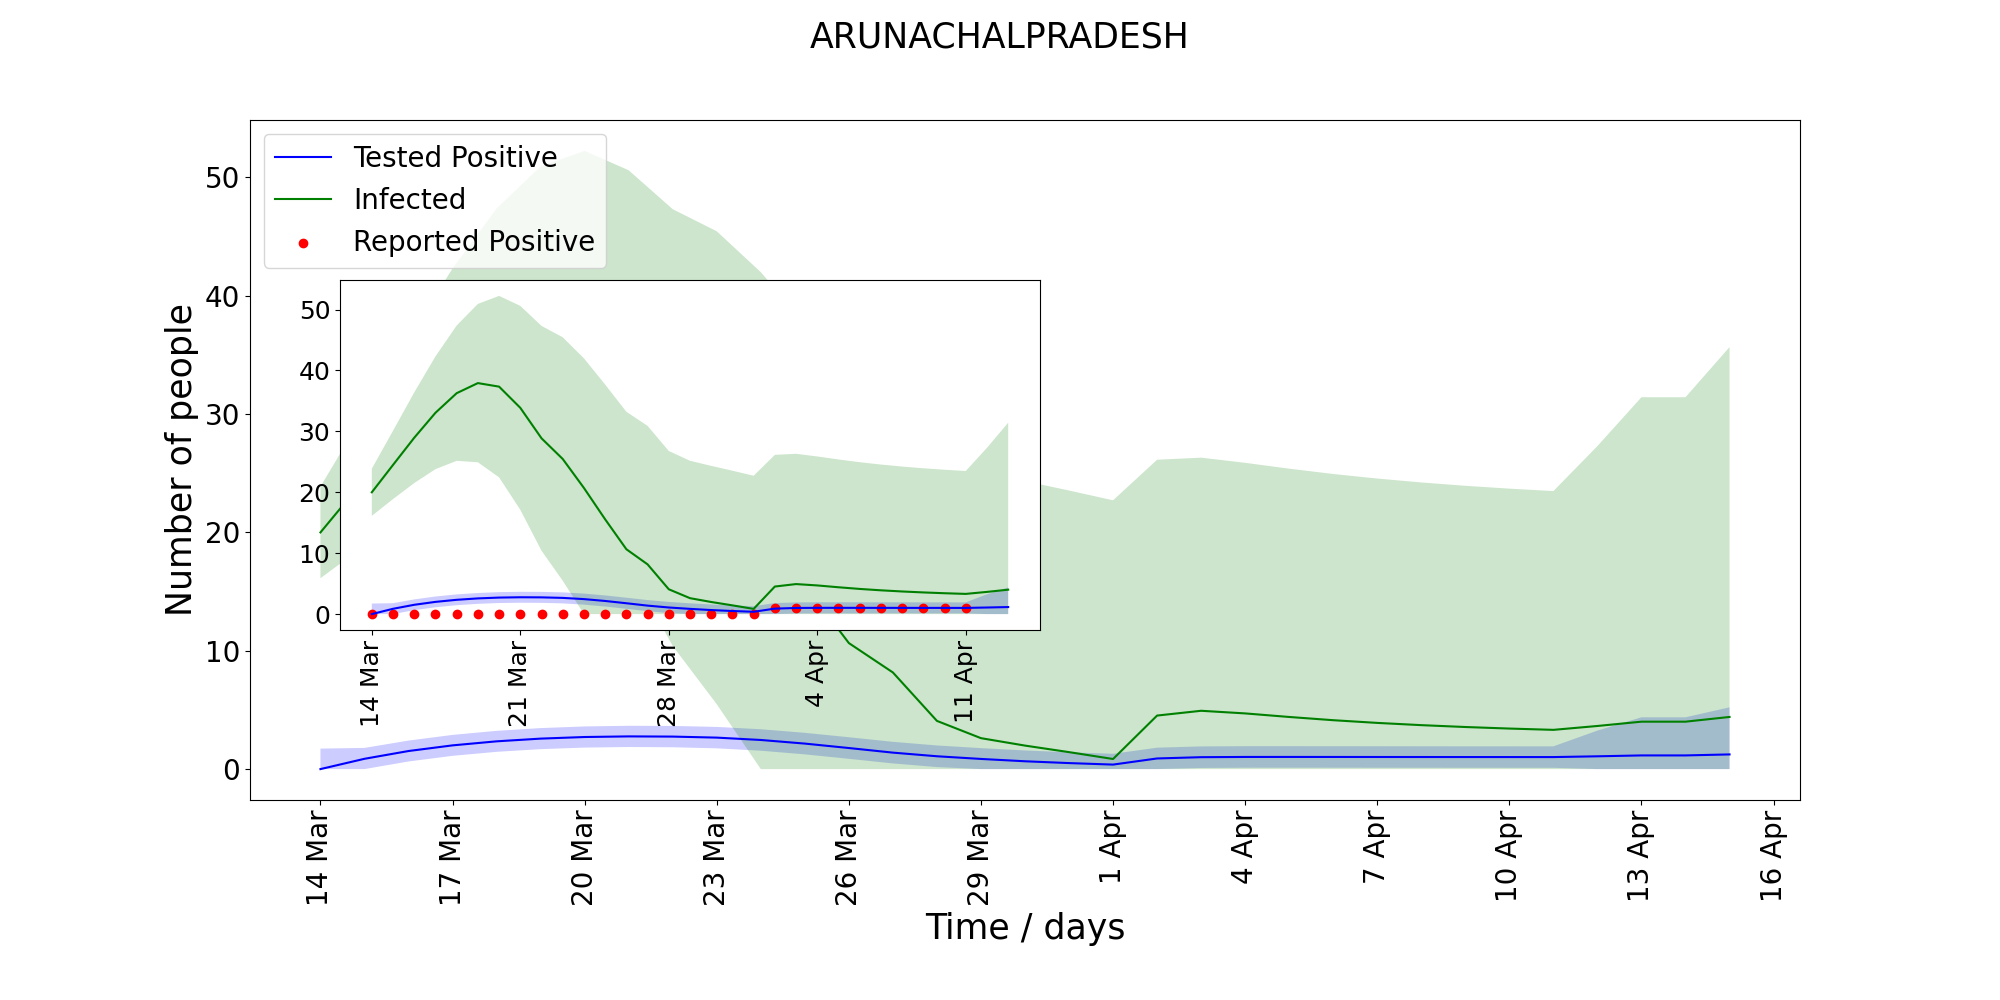 ARUNACHALPRADESH
Tested Positive
Infected
Reported Positive
Number of people
50
40
30
20
10
0
50
40
30
20
10
0
14 Mar
21 Mar
28 Mar
4 Apr
11 Apr
14 Mar
17 Mar
20 Mar
23 Mar
26 Mar
29 Mar
1 Apr
4 Apr
7 Apr
10 Apr
13 Apr
16 Apr
Time / days